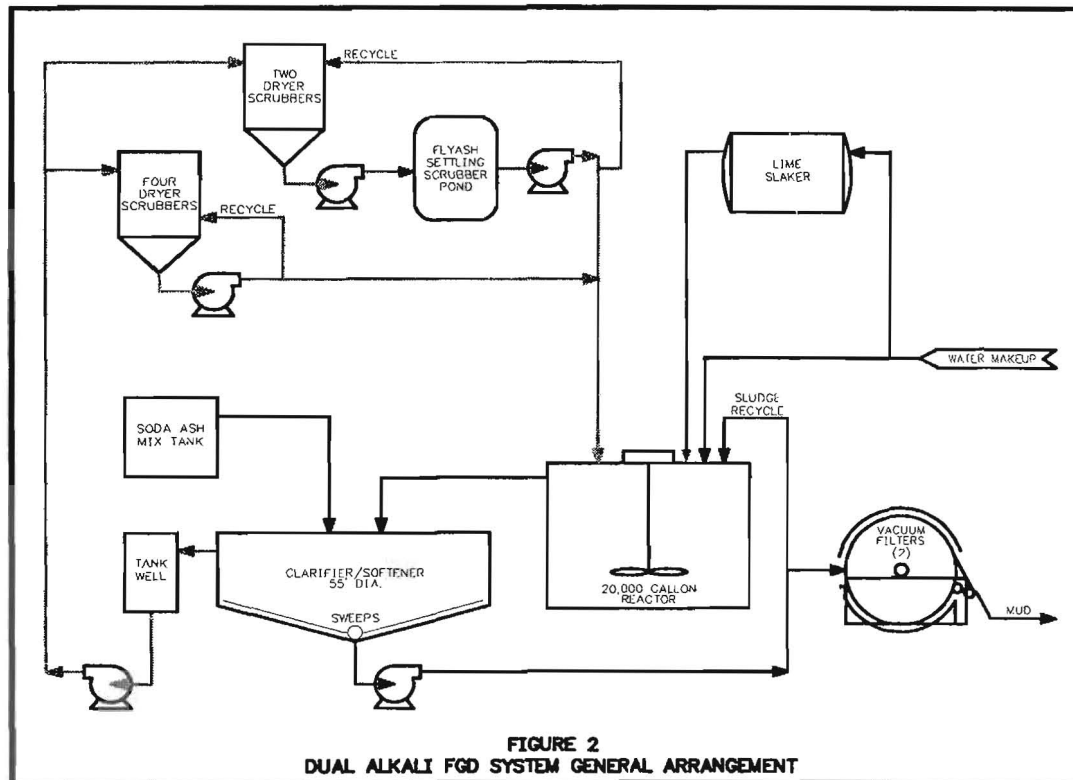 RECYCLE
TWO
DRYER
SCRUBBERS
FLYASH
SETTLING
SCRUBBER
POND
LIME
SLAKER
FOUR
DRYER
SCRUBBERS
RECYCLE
WATER MAKEUP
SLUDGE
RECYCLE
SODA ASH
MIX TANK
TANK
WELL
CLARIFIER/SOFTENER
55' DIA.
SWEEPS
20,000 GALLON
REACTOR
VACUUM
FILTERS
(2)
MUD
FIGURE 2
DUAL ALKALI FGD SYSTEM GENERAL ARRANGEMENT